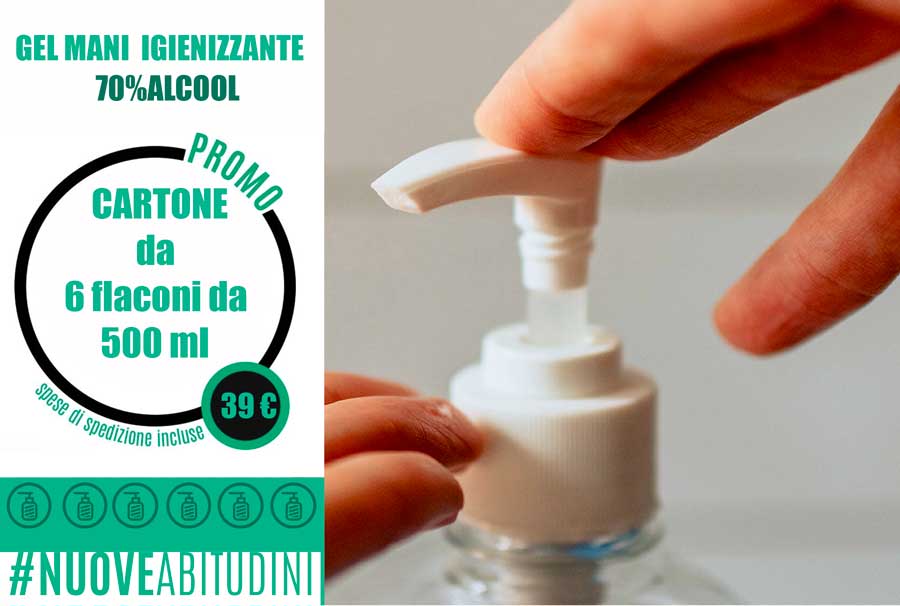 GEL MANI IGIENIZZANTE
70%ALCOOL
PROMO
CARTONE
da
6 flaconi da
500 ml
39 €
spese di spedizione incluse
#NUOVEABITUDINI